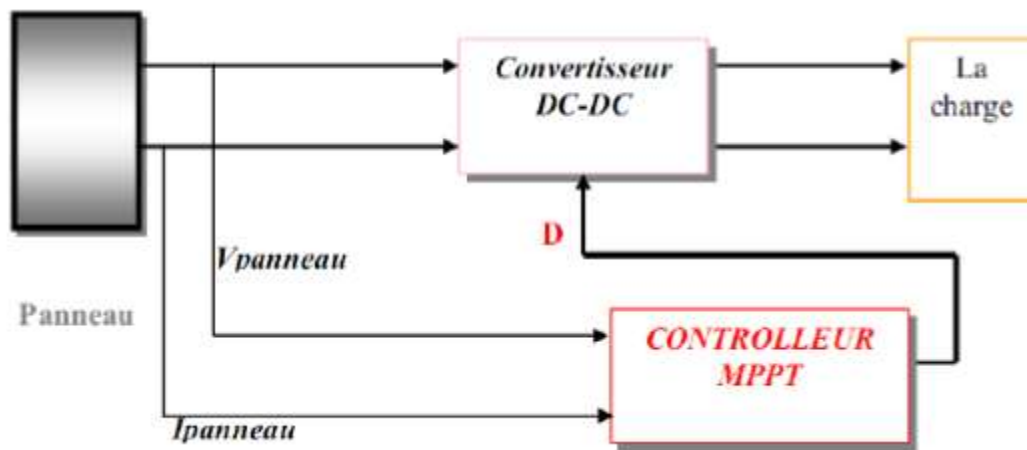 Convertisseur
DC-DC
La
charge
D
Vpanneau
Panneau
CONTROLLEUR
MPPT
Ipanneau